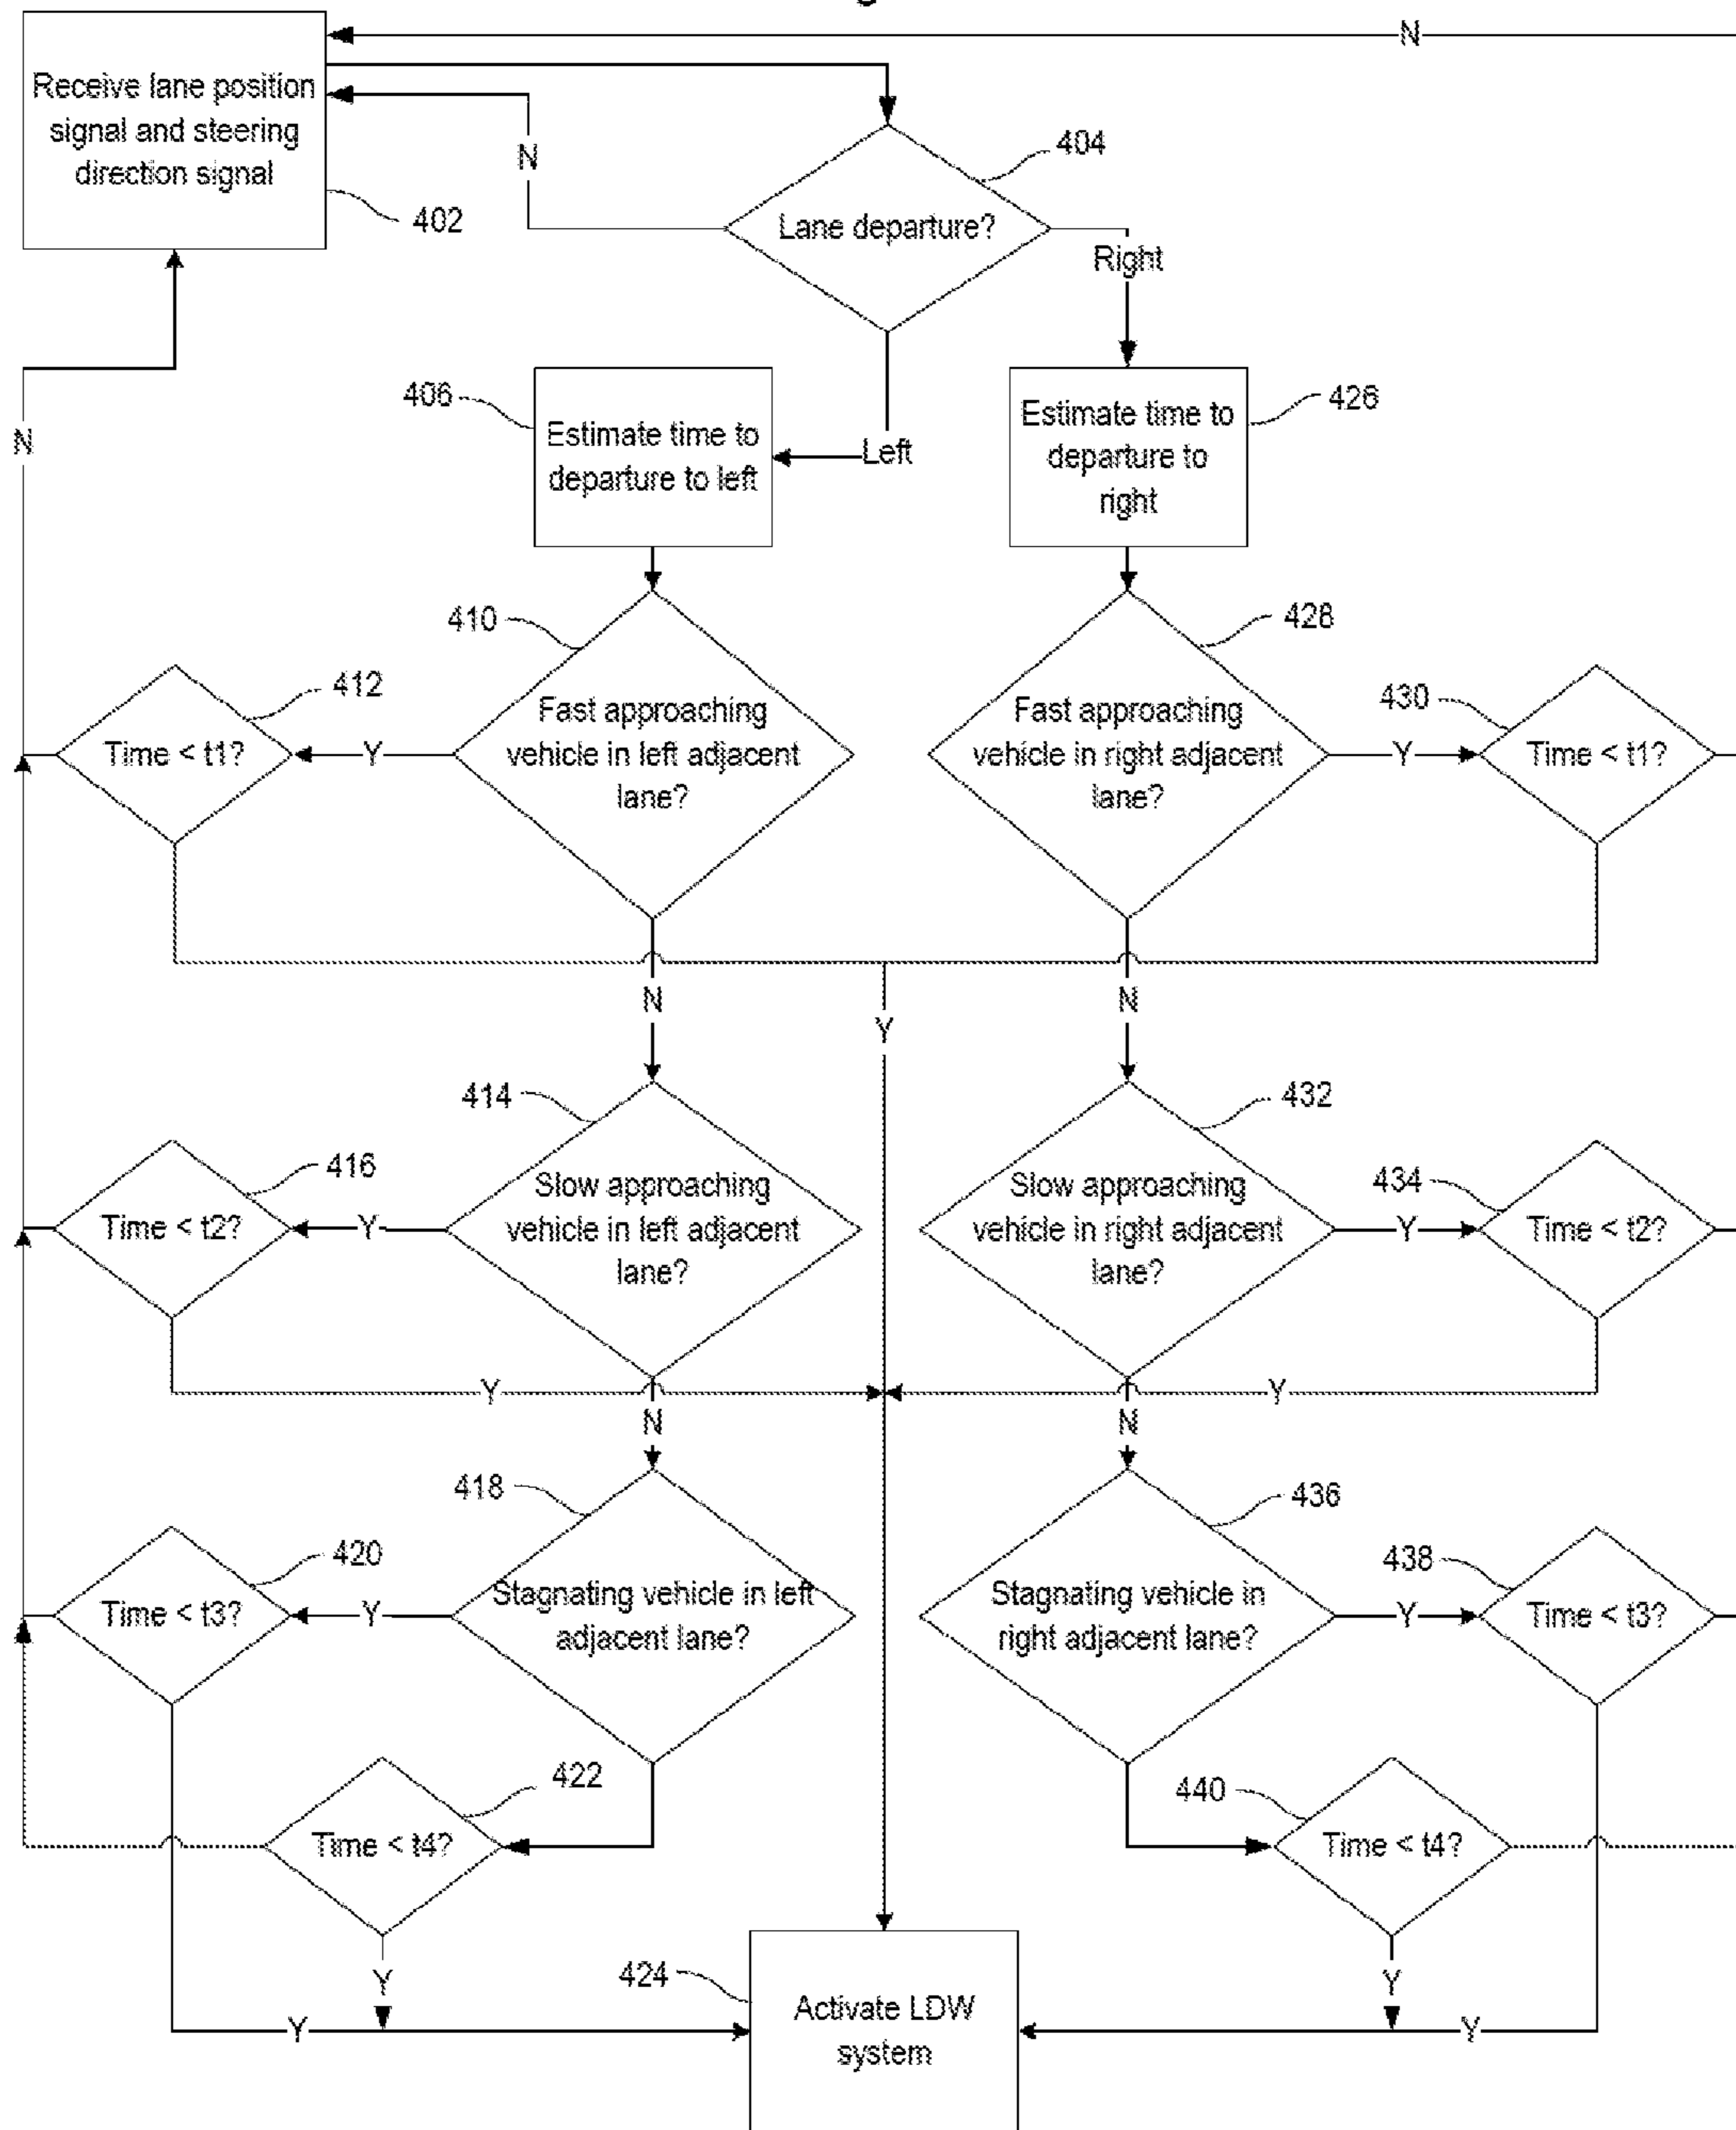 N
Receive lane position
signal and steering
direction signal
402
N
404
Lane departure?
Right
406
Estimate time to
departure to left
Left
Estimate time to
departure to
right
426
N
410
Fast approaching
vehicle in left adjacent
lane?
428
Fast approaching
vehicle in right adjacent
lane?
412
Time < t1?
Y
Y
430
Time < t1?
N
Y
N
414
Slow approaching
vehicle in left adjacent
lane?
432
Slow approaching
vehicle in right adjacent
lane?
416
Time < t2?
Y
Y
434
Time < t2?
Y
N
N
Y
418
Stagnating vehicle in left
adjacent lane?
436
Stagnating vehicle in
right adjacent lane?
420
Time < t3?
Y
Y
438
Time < t3?
422
Time < t4?
440
Time < t4?
Y
Y
424
Activate LDW
system
Y
Y